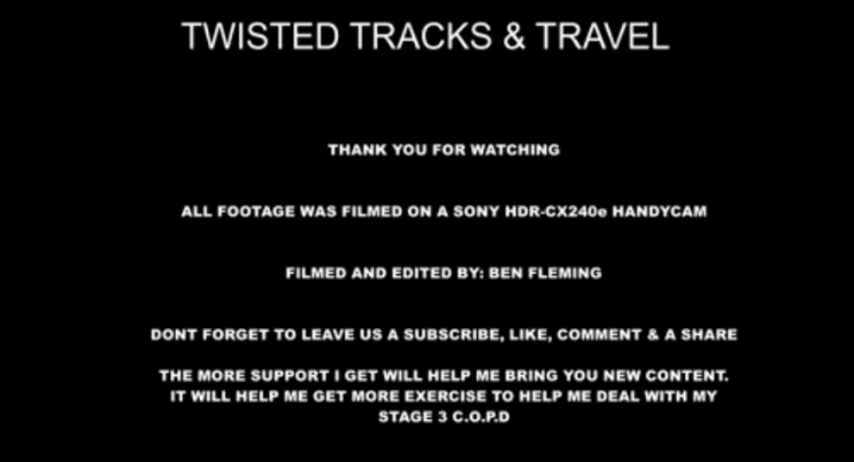 TWISTED TRACKS & TRAVEL
THANK YOU FOR WATCHING
ALL FOOTAGE WAS FILMED ON A SONY HDR-CX240e HANDYCAM
FILMED AND EDITED BY: BEN FLEMING
DONT FORGET TO LEAVE US A SUBSCRIBE, LIKE, COMMENT & A SHARE
THE MORE SUPPORT I GET WILL HELP ME BRING YOU NEW CONTENT.
IT WILL HELP ME GET MORE EXERCISE TO HELP ME DEAL WITH MY
STAGE 3 C.O.P.D